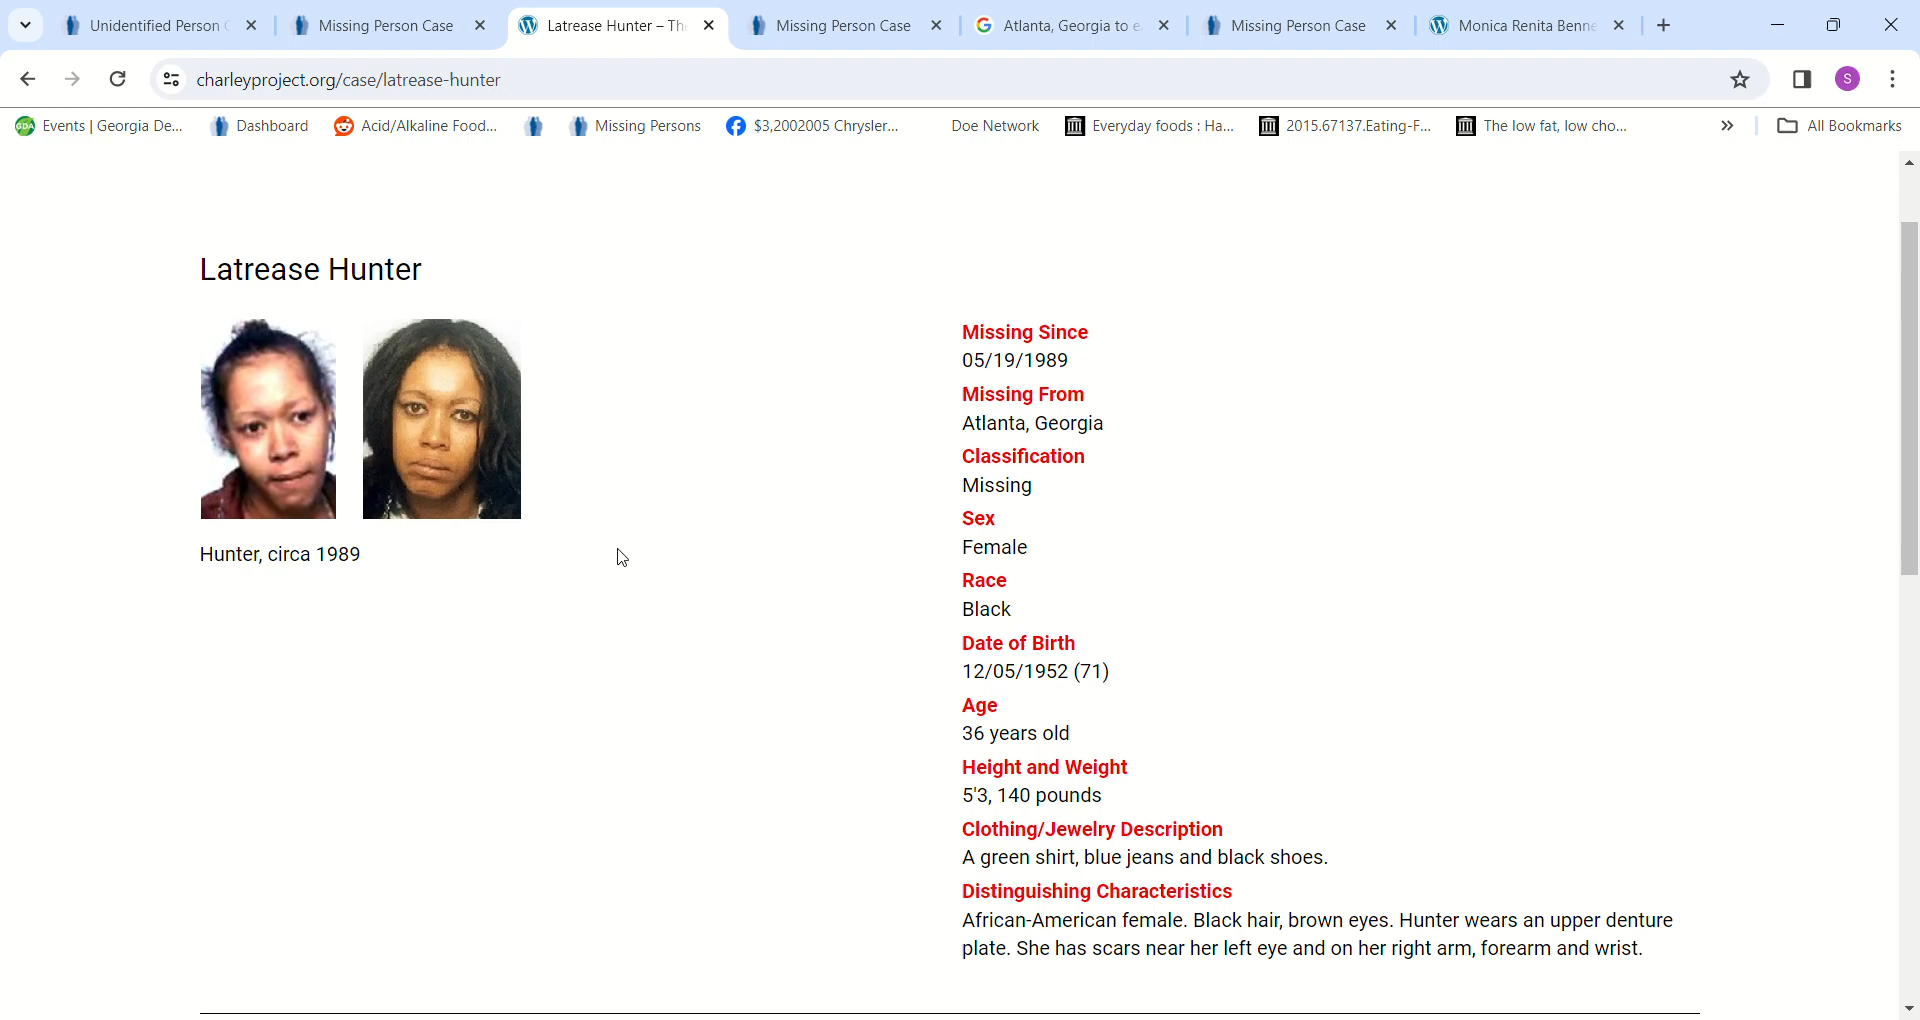 Unidentified Person C
Missing Person Case
Latrease Hunter – Th
Missing Person Case
Atlanta, Georgia to e
Missing Person Case
Monica Renita Benne
charleyproject.org/case/latrease-hunter
S
GDA
Events | Georgia De...
Dashboard
Acid/Alkaline Food...
Missing Persons
$3,2002005 Chrysler...
Doe Network
Everyday foods : Ha...
2015.67137.Eating-F...
The low fat, low cho...
All Bookmarks
Latrease Hunter
Hunter, circa 1989
Missing Since
05/19/1989
Missing From
Atlanta, Georgia
Classification
Missing
Sex
Female
Race
Black
Date of Birth
12/05/1952 (71)
Age
36 years old
Height and Weight
5'3, 140 pounds
Clothing/Jewelry Description
A green shirt, blue jeans and black shoes.
Distinguishing Characteristics
African-American female. Black hair, brown eyes. Hunter wears an upper denture
plate. She has scars near her left eye and on her right arm, forearm and wrist.